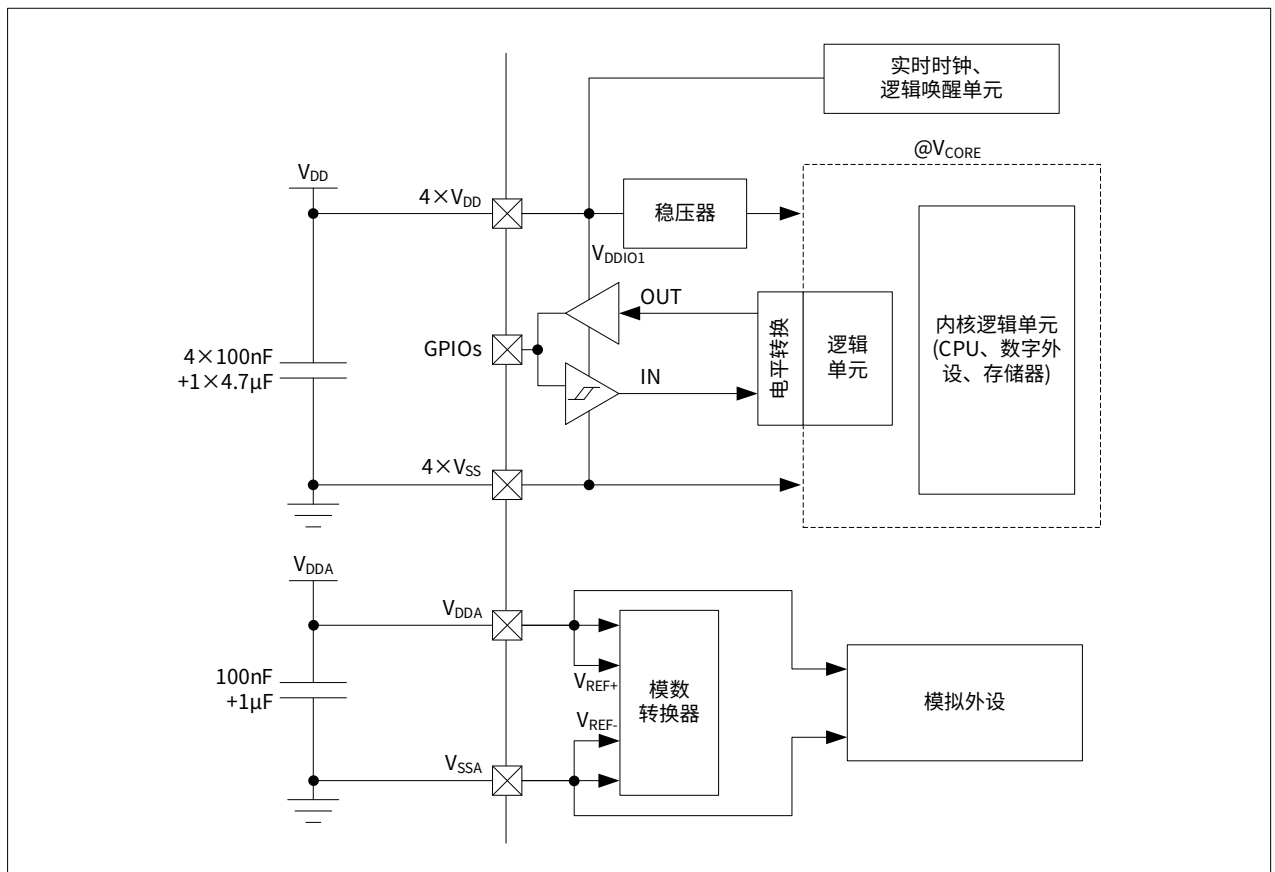 实时时钟、
逻辑唤醒单元
@VCORE
VDD
4×VDD
稳压器
VDDIO1
OUT
GPIOs
4×100nF
+1×4.7µF
IN
电平转换
逻辑
单元
内核逻辑单元
(CPU、数字外
设、存储器)
4×VSS
VDDA
VDDA
100nF
+1µF
VREF+
模数
转换器
VREF-
模拟外设
VSSA